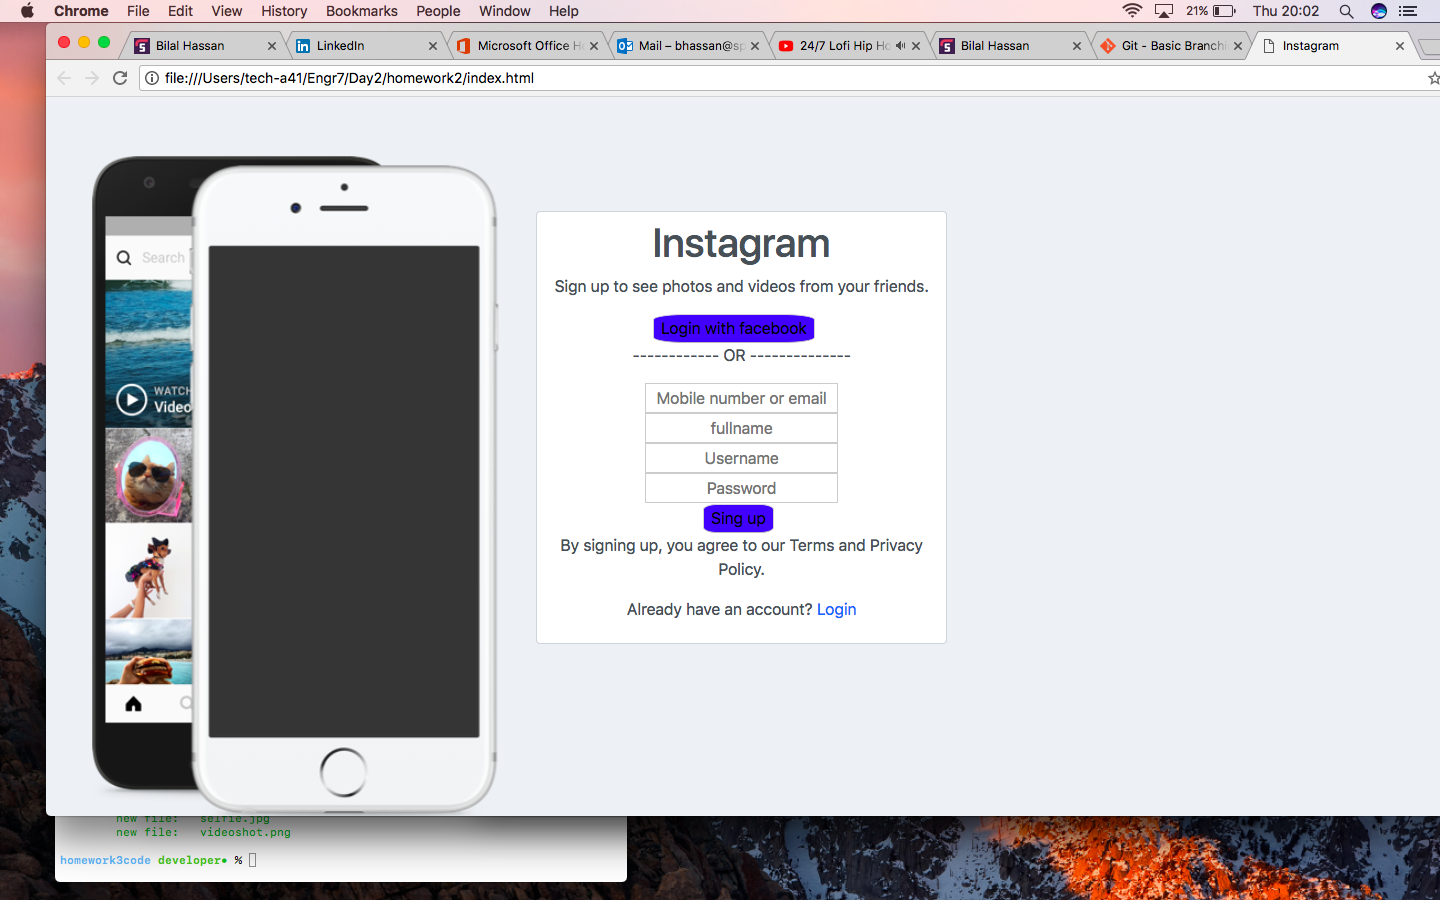 Chrome File Edit View History Bookmarks People Window Help 21% Thu 20:02
Bilal Hassan LinkedIn Microsoft Office H Mail – bhassan@sp 24/7 Lofi Hip Ho Bilal Hassan Git - Basic Branchi Instagram
file:///Users/tech-a41/Engr7/Day2/homework2/index.html
Search
WATCH
Video
Instagram
Sign up to see photos and videos from your friends.
Login with facebook
------------ OR --------------
Mobile number or email
fullname
Username
Password
Sing up
By signing up, you agree to our Terms and Privacy
Policy.
Already have an account? Login
new file: selfie.jpg
new file: videoshot.png
homework3code developer• %